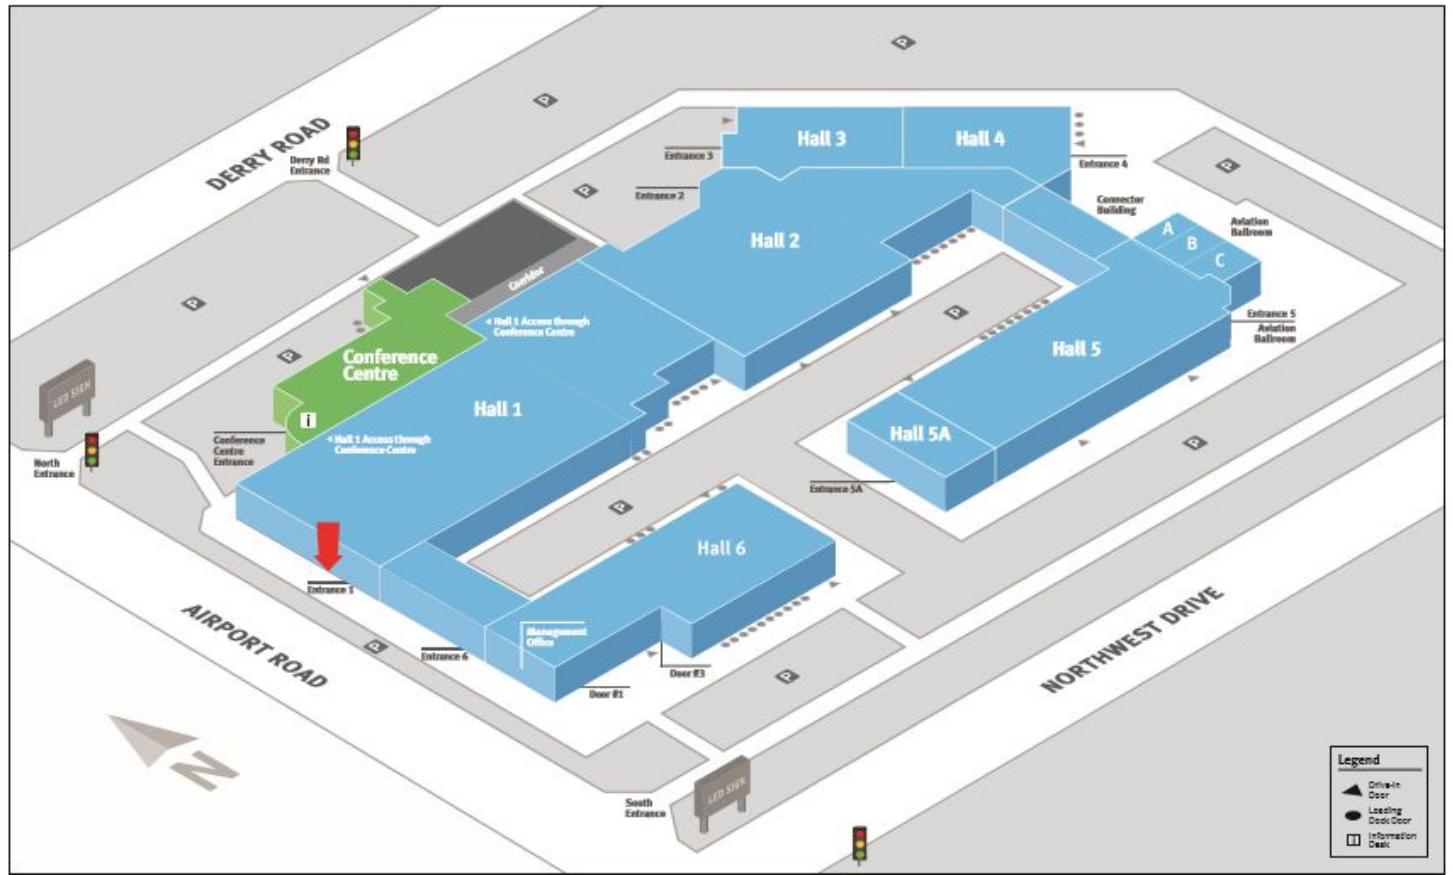 P
P
DERRY ROAD
Derry Rd
Entrance
Hall 3
Hall 4
Entrance 3
Entrance 4
P
P
Entrance 2
Connector
Building
Aviation
Ballroom
A
B
C
Hall 2
Corridor
P
P
Hall 1 Access through
Conference Centre
Entrance 5
Aviation
Ballroom
Conference
Centre
P
Hall 5
LED SIGN
i
Hall 1
Hall 5A
Hall 1 Access through
Conference Centre
P
Conference
Centre
Entrance
North
Entrance
Entrance 5A
P
Hall 6
Entrance 1
AIRPORT ROAD
Management
Office
P
Entrance 6
Door #3
P
Door #1
NORTHWEST DRIVE
N
LED SIGN
South
Entrance
Legend
Drive-In
Door
Loading
Dock Door
i
Information
Desk